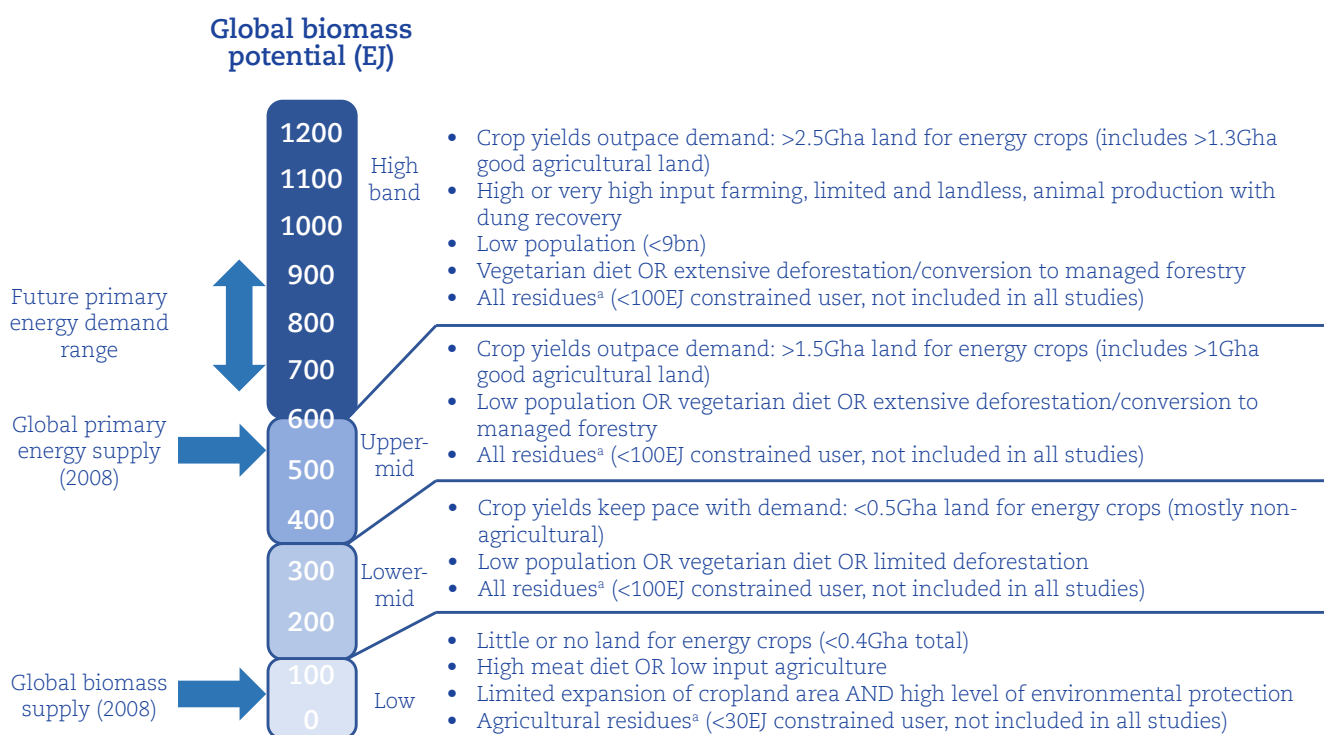 Global biomass
potential (EJ)
1200
1100
1000
900
800
700
600
500
400
300
200
100
0
High
band
Upper-
mid
Lower-
mid
Low
Future primary
energy demand
range
Global primary
energy supply
(2008)
Global biomass
supply (2008)
• Crop yields outpace demand: >2.5Gha land for energy crops (includes >1.3Gha
good agricultural land)
• High or very high input farming, limited and landless, animal production with
dung recovery
• Low population (<9bn)
• Vegetarian diet OR extensive deforestation/conversion to managed forestry
• All residuesᵃ (<100EJ constrained user, not included in all studies)
• Crop yields outpace demand: >1.5Gha land for energy crops (includes >1Gha
good agricultural land)
• Low population OR vegetarian diet OR extensive deforestation/conversion to
managed forestry
• All residuesᵃ (<100EJ constrained user, not included in all studies)
• Crop yields keep pace with demand: <0.5Gha land for energy crops (mostly non-
agricultural)
• Low population OR vegetarian diet OR limited deforestation
• All residuesᵃ (<100EJ constrained user, not included in all studies)
• Little or no land for energy crops (<0.4Gha total)
• High meat diet OR low input agriculture
• Limited expansion of cropland area AND high level of environmental protection
• Agricultural residuesᵃ (<30EJ constrained user, not included in all studies)